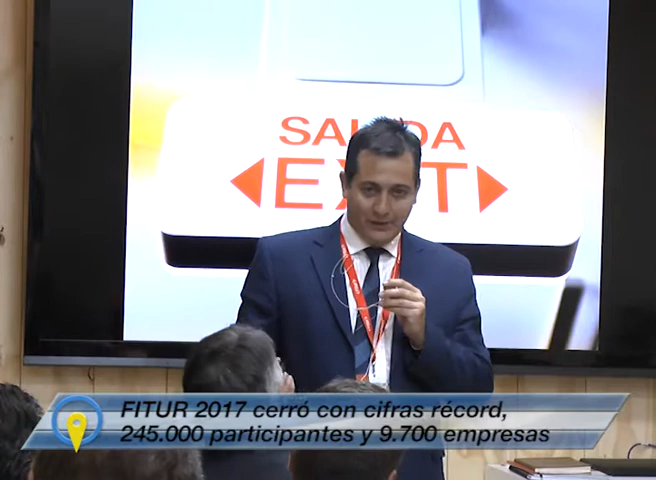 SALIDA
EXIT
FITUR 2017 cerró con cifras récord,
245.000 participantes y 9.700 empresas